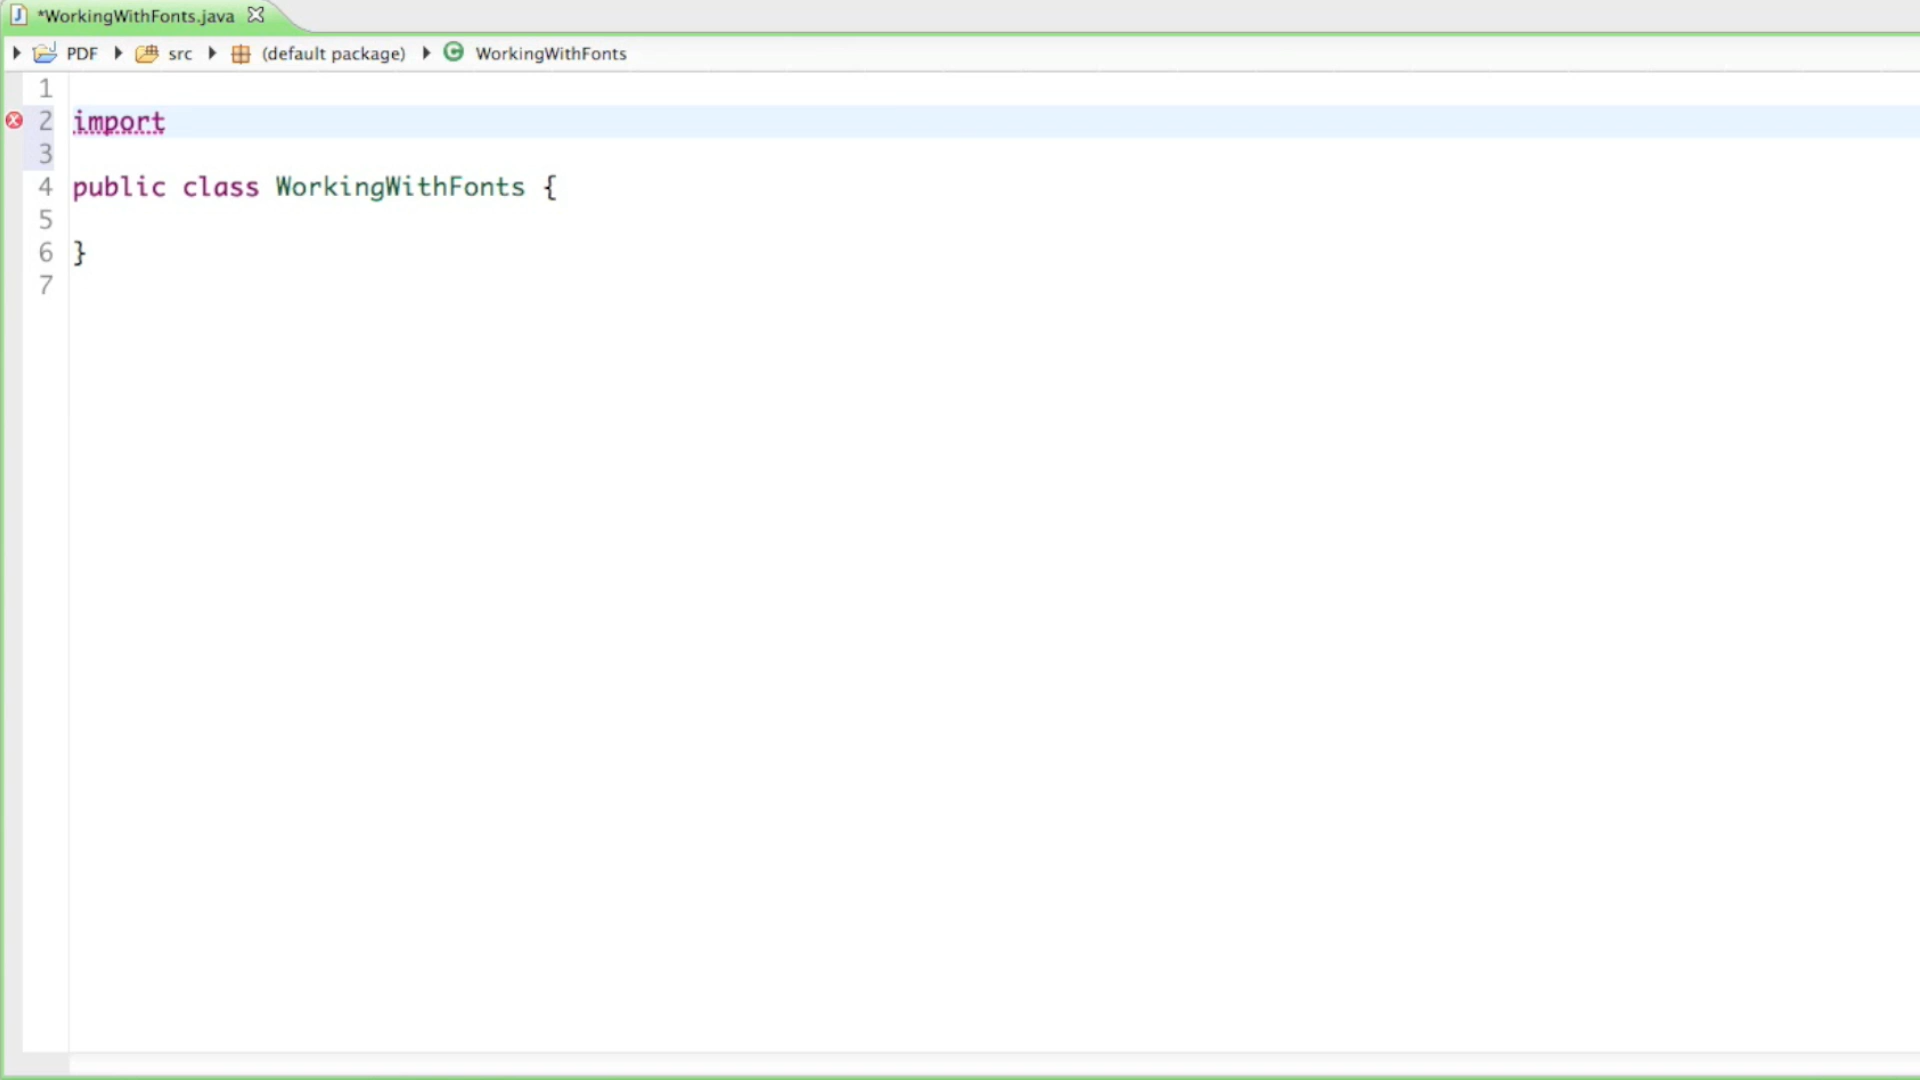 *WorkingWithFonts.java
PDF src (default package) WorkingWithFonts
1
2 import
3
4 public class WorkingWithFonts {
5
6 }
7